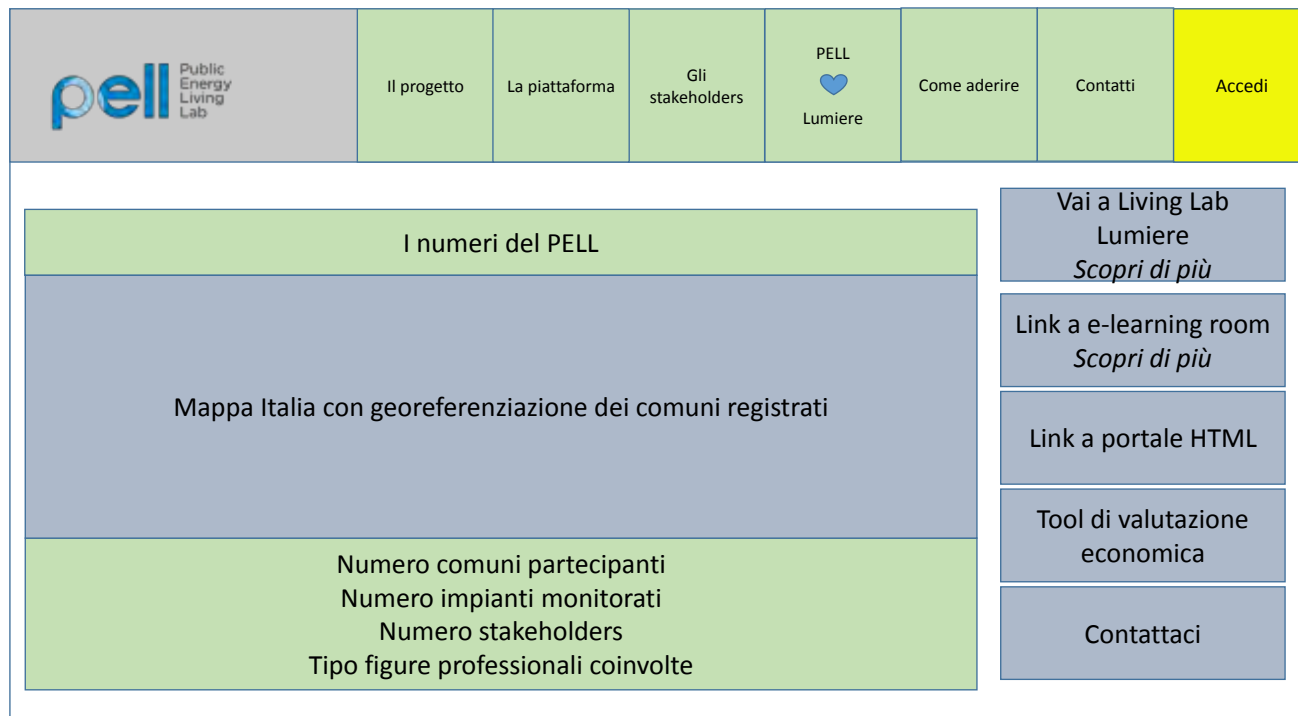 pell
Public
Energy
Living
Lab
Il progetto
La piattaforma
Gli
stakeholders
PELL
Lumiere
Come aderire
Contatti
Accedi
I numeri del PELL
Mappa Italia con georeferenziazione dei comuni registrati
Numero comuni partecipanti
Numero impianti monitorati
Numero stakeholders
Tipo figure professionali coinvolte
Vai a Living Lab
Lumiere
Scopri di più
Link a e-learning room
Scopri di più
Link a portale HTML
Tool di valutazione
economica
Contattaci